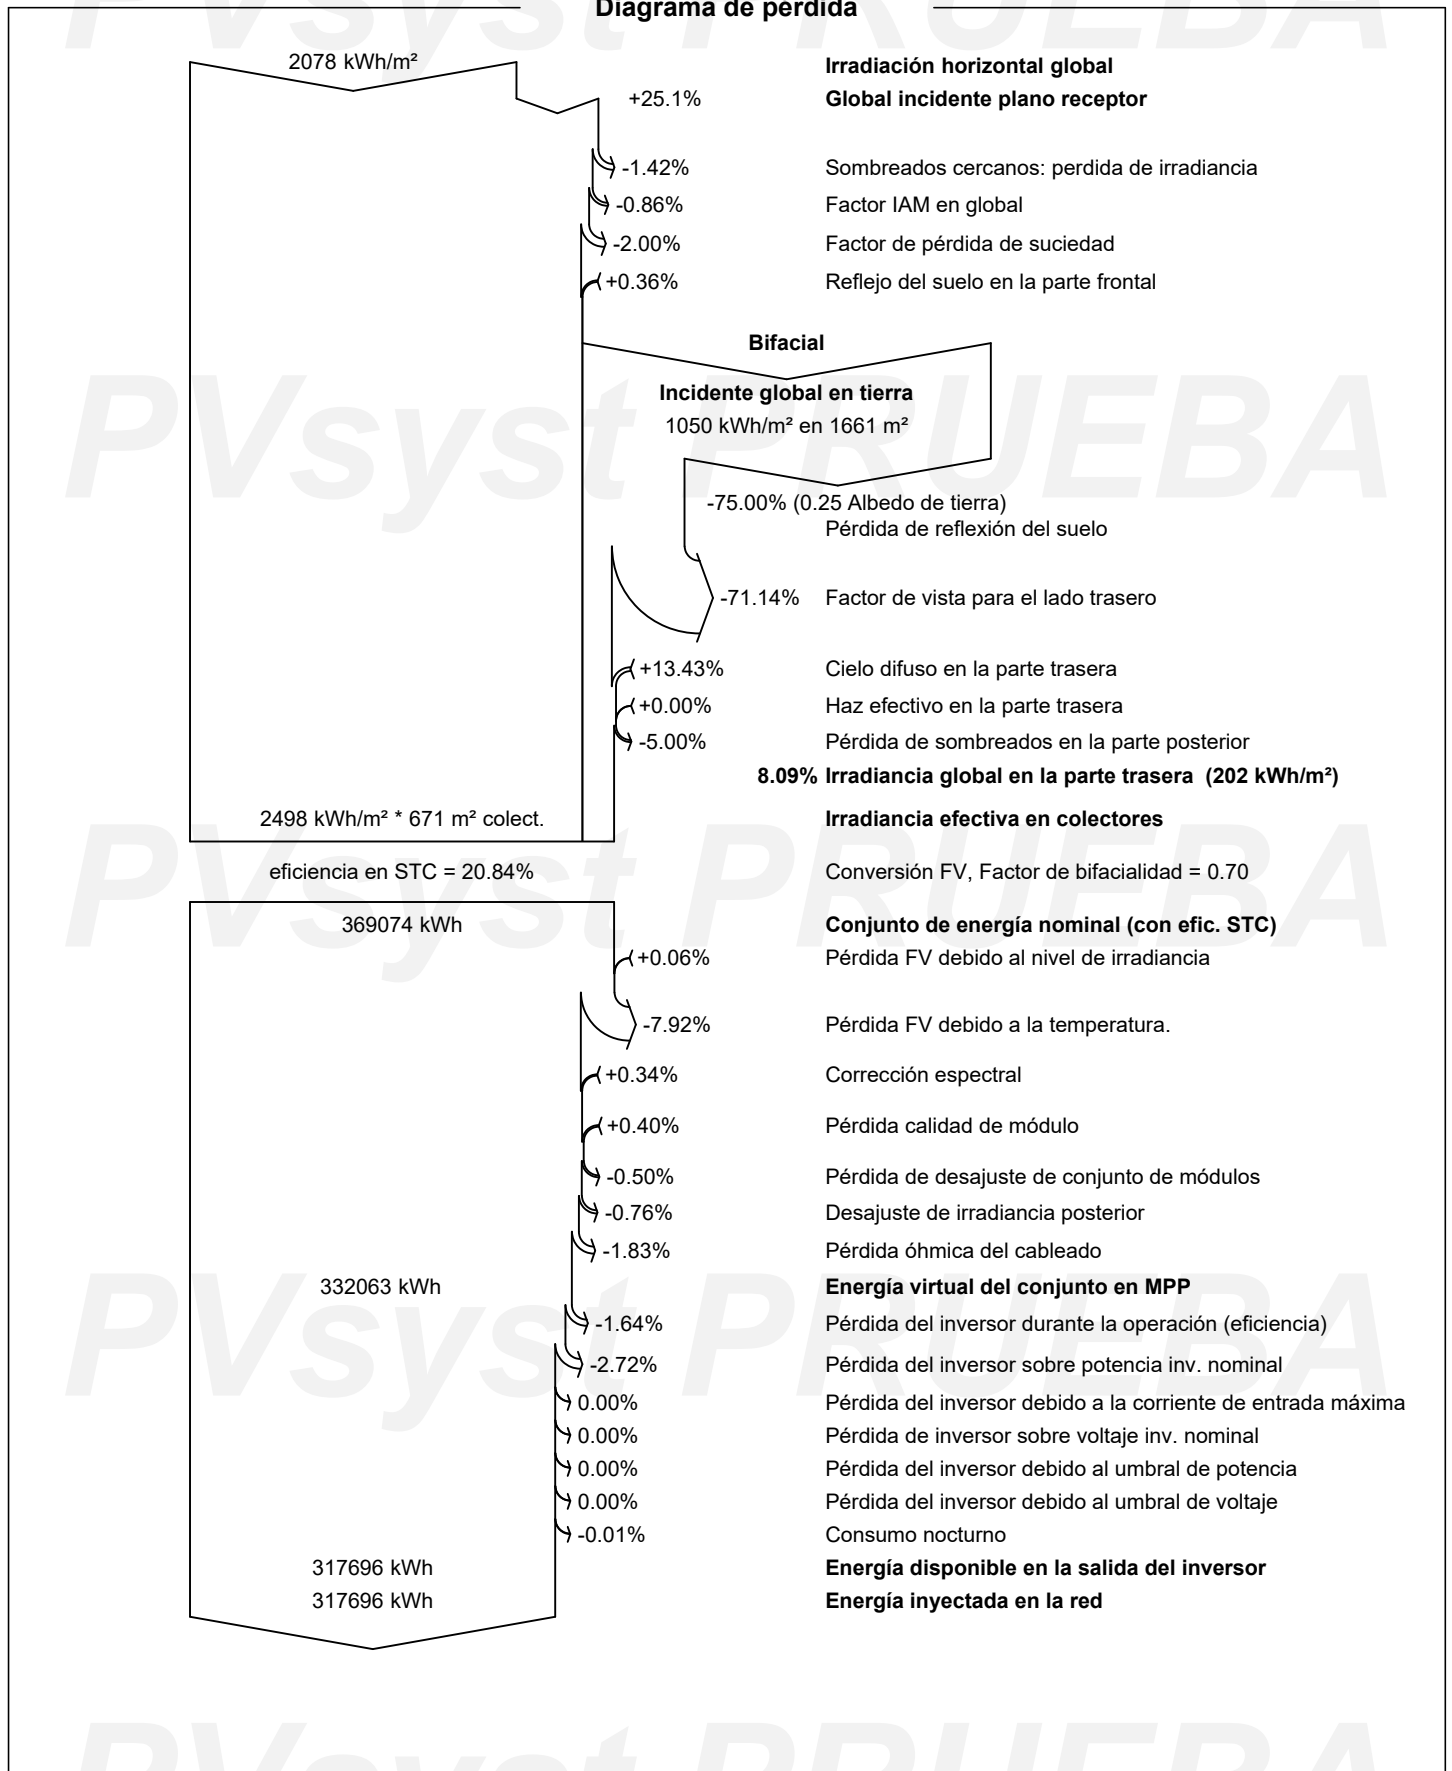 Diagrama de pérdida
2078 kWh/m²
Irradiación horizontal global
+25.1%
Global incidente plano receptor
-1.42%
Sombreados cercanos: perdida de irradiancia
-0.86%
Factor IAM en global
-2.00%
Factor de pérdida de suciedad
+0.36%
Reflejo del suelo en la parte frontal
Bifacial
Incidente global en tierra
1050 kWh/m² en 1661 m²
PVsyst PRUEBA
-75.00% (0.25 Albedo de tierra)
Pérdida de reflexión del suelo
-71.14%
Factor de vista para el lado trasero
+13.43%
Cielo difuso en la parte trasera
+0.00%
Haz efectivo en la parte trasera
-5.00%
Pérdida de sombreados en la parte posterior
8.09% Irradiancia global en la parte trasera (202 kWh/m²)
2498 kWh/m² * 671 m² colect.
Irradiancia efectiva en colectores
eficiencia en STC = 20.84%
Conversión FV, Factor de bifacialidad = 0.70
PVsyst PRUEBA
369074 kWh
Conjunto de energía nominal (con efic. STC)
+0.06%
Pérdida FV debido al nivel de irradiancia
-7.92%
Pérdida FV debido a la temperatura.
+0.34%
Corrección espectral
+0.40%
Pérdida calidad de módulo
-0.50%
Pérdida de desajuste de conjunto de módulos
-0.76%
Desajuste de irradiancia posterior
-1.83%
Pérdida óhmica del cableado
332063 kWh
Energía virtual del conjunto en MPP
-1.64%
Pérdida del inversor durante la operación (eficiencia)
PVsyst PRUEBA
-2.72%
Pérdida del inversor sobre potencia inv. nominal
0.00%
Pérdida del inversor debido a la corriente de entrada máxima
0.00%
Pérdida de inversor sobre voltaje inv. nominal
0.00%
Pérdida del inversor debido al umbral de potencia
0.00%
Pérdida del inversor debido al umbral de voltaje
-0.01%
Consumo nocturno
317696 kWh
Energía disponible en la salida del inversor
317696 kWh
Energía inyectada en la red
PVsyst PRUEBA